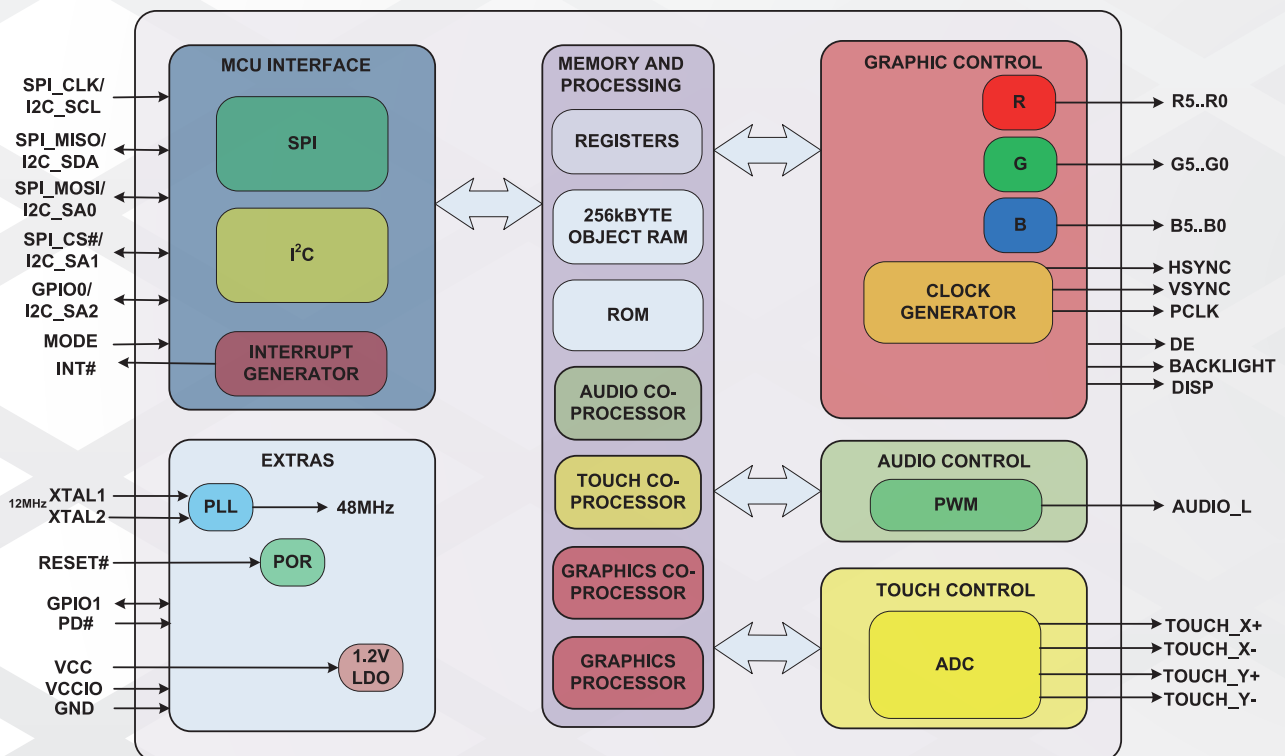 MCU INTERFACE
SPI_CLK/
I2C_SCL
SPI_MISO/
I2C_SDA
SPI_MOSI/
I2C_SA0
SPI_CS#/
I2C_SA1
GPIO0/
I2C_SA2
MODE
INT#
SPI
I²C
INTERRUPT
GENERATOR
EXTRAS
12MHz XTAL1
XTAL2
PLL
48MHz
RESET#
POR
GPIO1
PD#
VCC
VCCIO
GND
1.2V
LDO
MEMORY AND
PROCESSING
REGISTERS
256kBYTE
OBJECT RAM
ROM
AUDIO CO-
PROCESSOR
TOUCH CO-
PROCESSOR
GRAPHICS CO-
PROCESSOR
GRAPHICS
PROCESSOR
GRAPHIC CONTROL
R
R5..R0
G
G5..G0
B
B5..B0
CLOCK
GENERATOR
HSYNC
VSYNC
PCLK
DE
BACKLIGHT
DISP
AUDIO CONTROL
PWM
AUDIO_L
TOUCH CONTROL
ADC
TOUCH_X+
TOUCH_X-
TOUCH_Y+
TOUCH_Y-